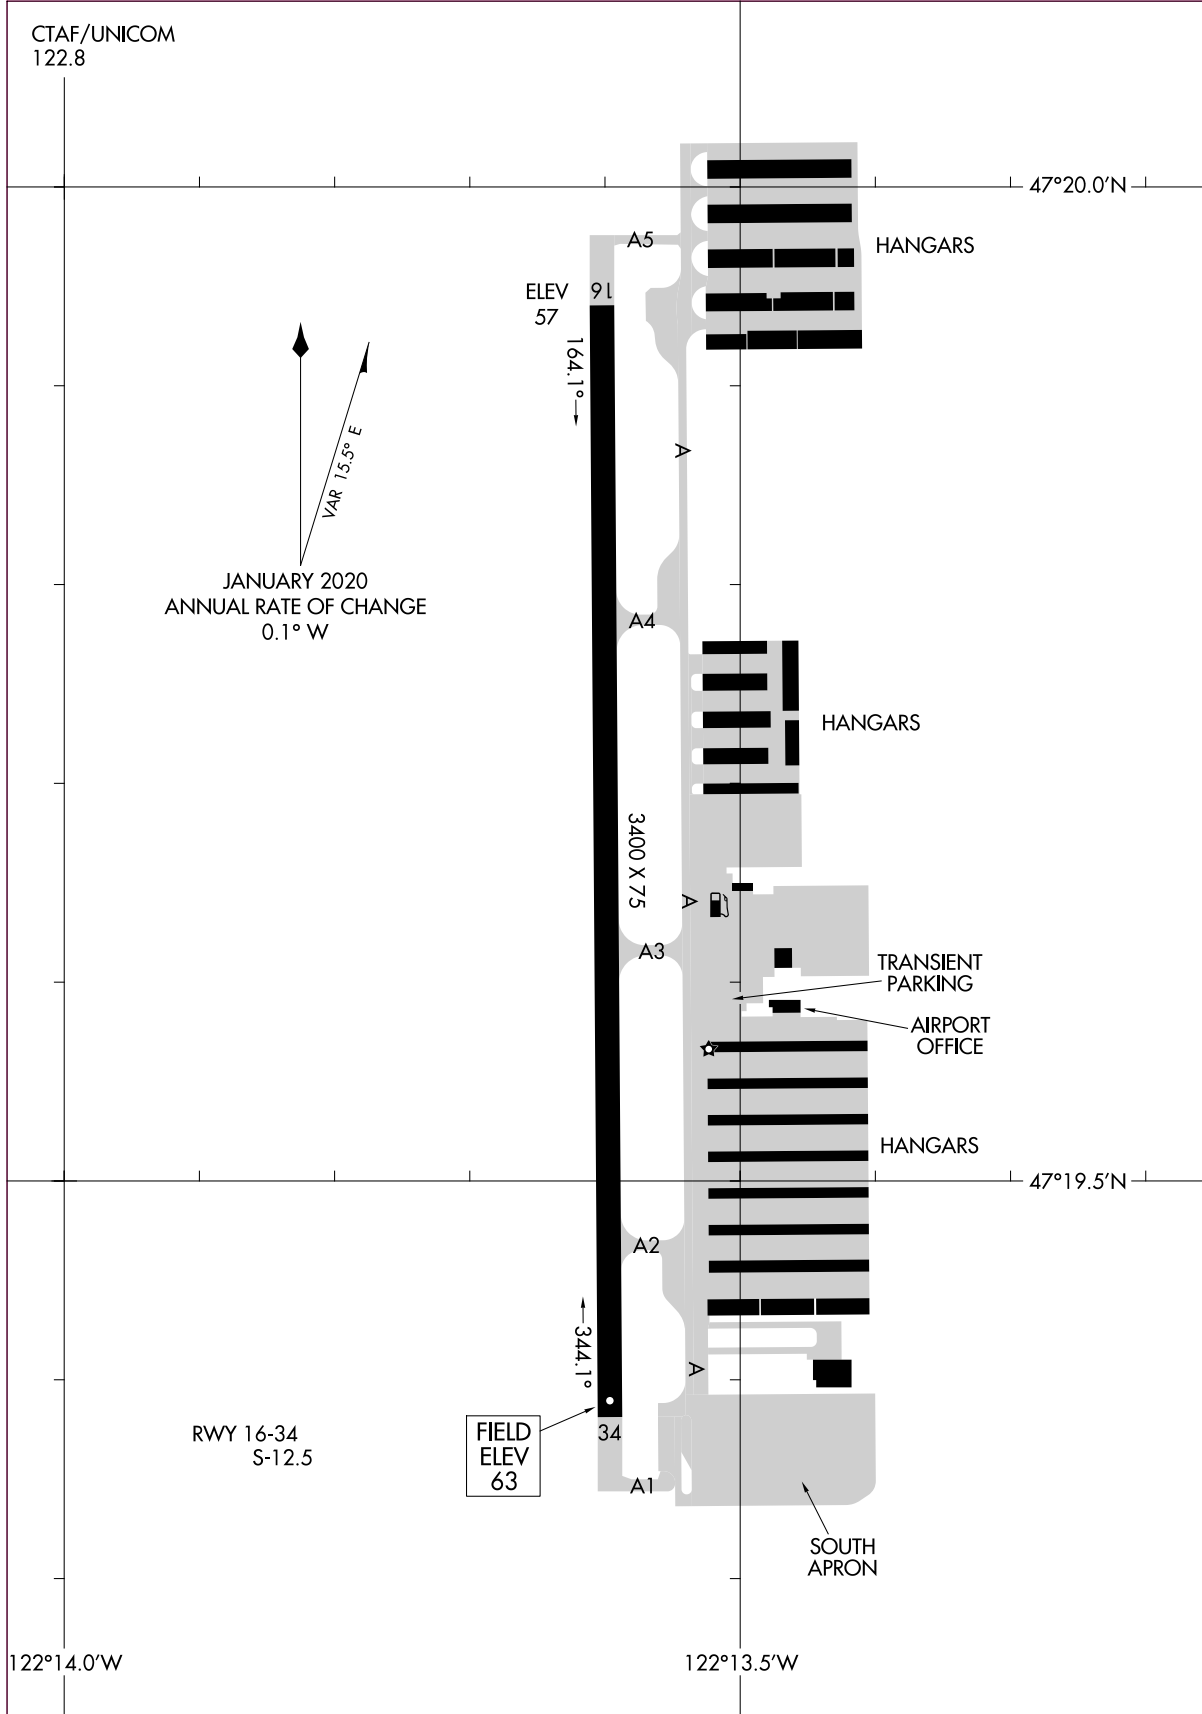 CTAF/UNICOM
122.8
47°20.0'N
A5
HANGARS
ELEV
57
16
164.1°
VAR 15.5° E
A
JANUARY 2020
ANNUAL RATE OF CHANGE
0.1° W
A4
HANGARS
3400 X 75
A
A3
TRANSIENT
PARKING
AIRPORT
OFFICE
HANGARS
47°19.5'N
A2
344.1°
A
RWY 16-34
S-12.5
FIELD
ELEV
63
34
A1
SOUTH
APRON
122°14.0'W
122°13.5'W